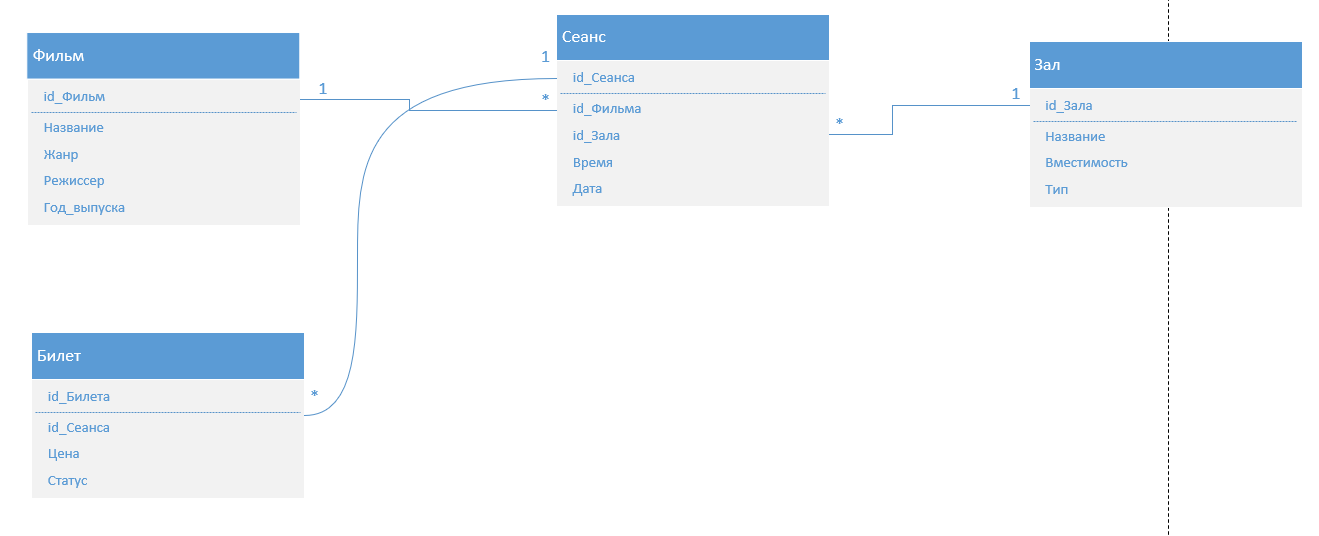 Фильм
id_Фильм
Название
Жанр
Режиссер
Год_выпуска
1
1
*
Сеанс
id_Сеанса
id_Фильма
id_Зала
Время
Дата
*
1
Зал
id_Зала
Название
Вместимость
Тип
Билет
id_Билета
id_Сеанса
Цена
Статус
*